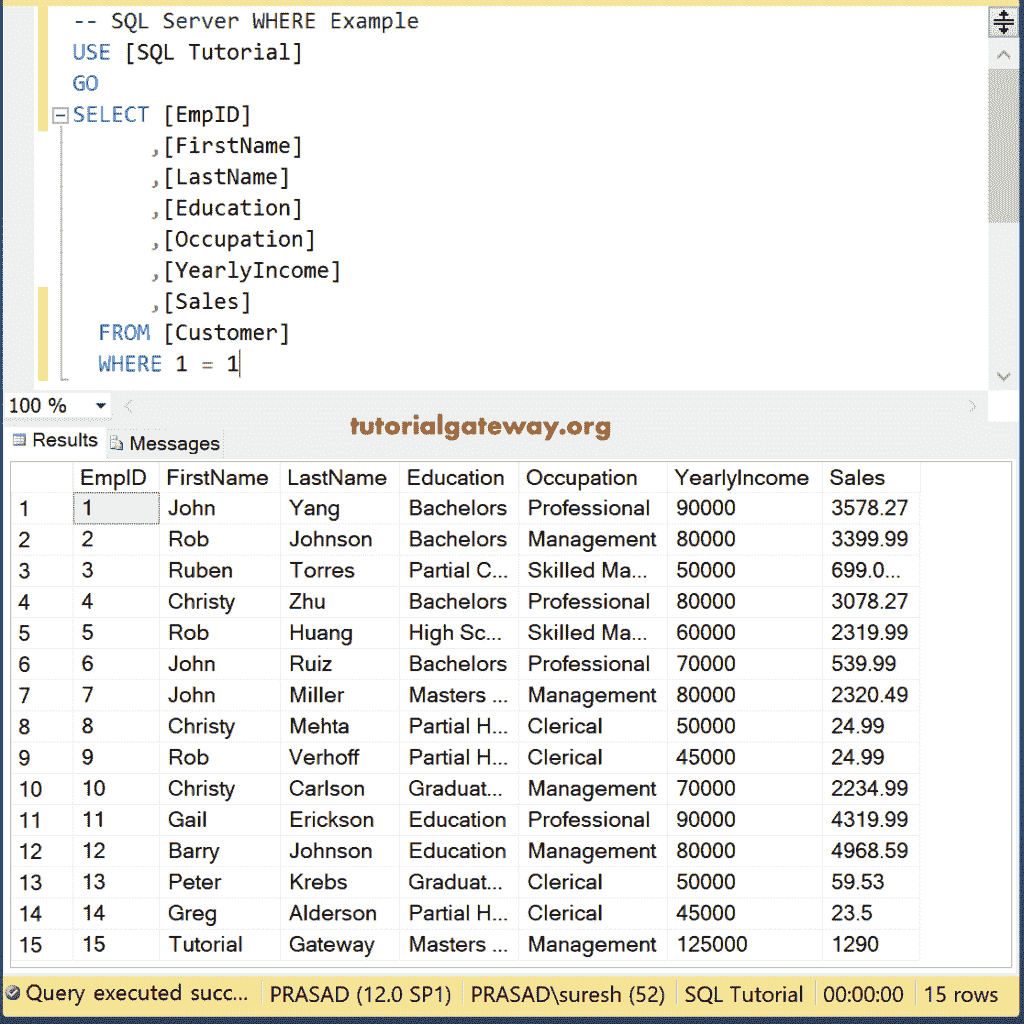 -- SQL Server WHERE Example
USE [SQL Tutorial]
GO
SELECT [EmpID]
,[FirstName]
,[LastName]
,[Education]
,[Occupation]
,[YearlyIncome]
,[Sales]
FROM [Customer]
WHERE 1 = 1
100 %
tutorialgateway.org
Results Messages
EmpID FirstName LastName Education Occupation YearlyIncome Sales
1 1 John Yang Bachelors Professional 90000 3578.27
2 2 Rob Johnson Bachelors Management 80000 3399.99
3 3 Ruben Torres Partial C... Skilled Ma... 50000 699.0...
4 4 Christy Zhu Bachelors Professional 80000 3078.27
5 5 Rob Huang High Sc... Skilled Ma... 60000 2319.99
6 6 John Ruiz Bachelors Professional 70000 539.99
7 7 John Miller Masters ... Management 80000 2320.49
8 8 Christy Mehta Partial H... Clerical 50000 24.99
9 9 Rob Verhoff Partial H... Clerical 45000 24.99
10 10 Christy Carlson Graduat... Management 70000 2234.99
11 11 Gail Erickson Education Professional 90000 4319.99
12 12 Barry Johnson Education Management 80000 4968.59
13 13 Peter Krebs Graduat... Clerical 50000 59.53
14 14 Greg Alderson Partial H... Clerical 45000 23.5
15 15 Tutorial Gateway Masters ... Management 125000 1290
Query executed succ... PRASAD (12.0 SP1) PRASAD\suresh (52) SQL Tutorial 00:00:00 15 rows